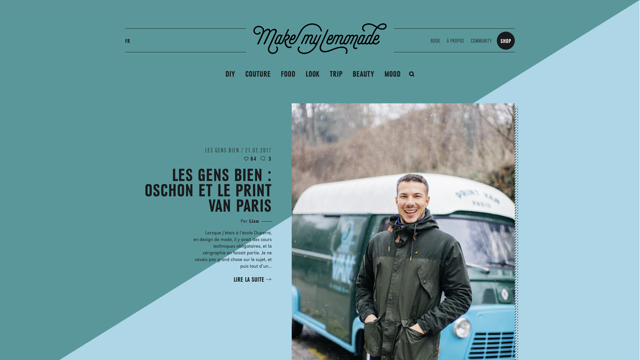 FR
Make my lemonade
BOOK À PROPOS COMMUNITY SHOP
DIY COUTURE FOOD LOOK TRIP BEAUTY MOOD
LES GENS BIEN / 21.02.2017
64 3
LES GENS BIEN :
OSCHON ET LE PRINT
VAN PARIS
Par Lisa
Lorsque j'étais à l'école Duperré,
en design de mode, il y avait des cours
techniques obligatoires, et la
sérigraphie en faisait partie. Je ne
savais pas grand chose sur le sujet, et
puis tout d'un...
LIRE LA SUITE →
PRINT VAN
PARIS
VAN